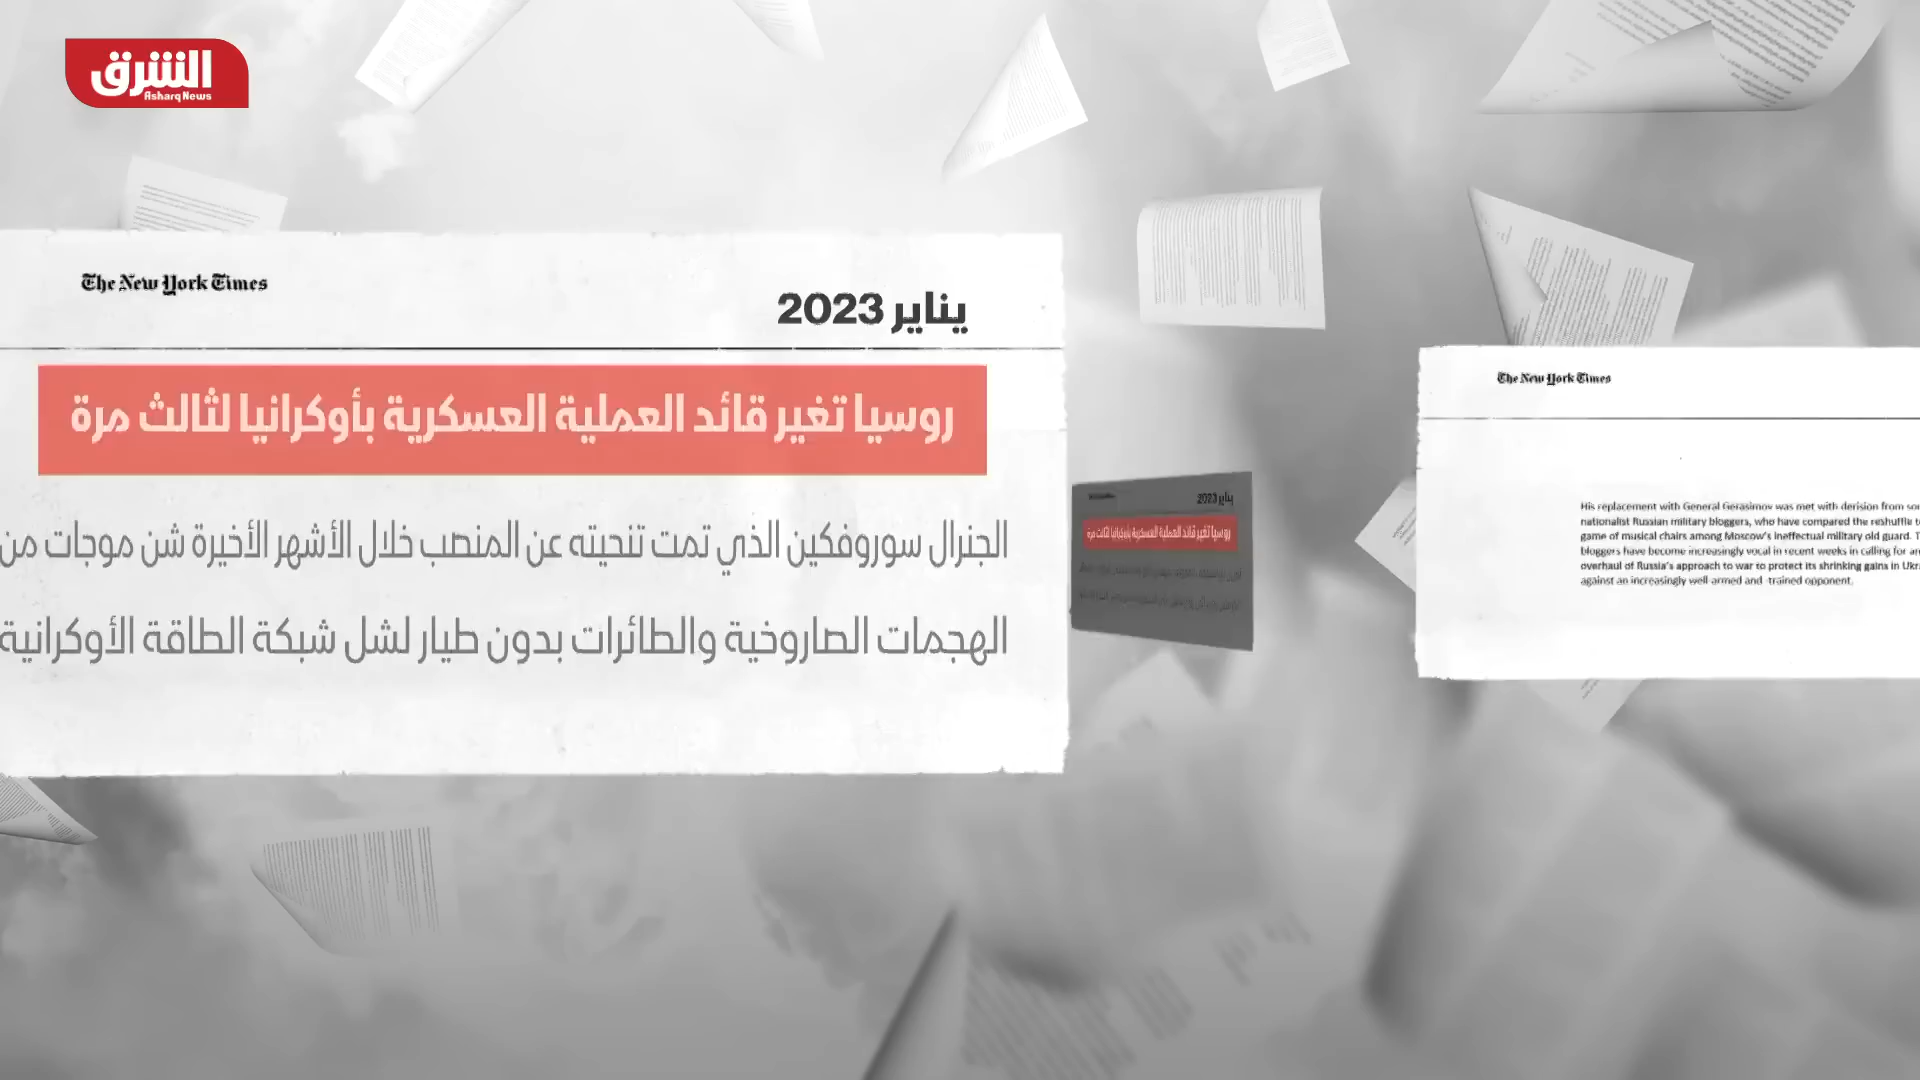 الشرق
Asharq News
The New York Times
يناير 2023
روسيا تغير قائد العملية العسكرية بأوكرانيا لثالث مرة
الجنرال سوروفكين الذي تمت تنحيته عن المنصب خلال الأشهر الأخيرة شن موجات من
الهجمات الصاروخية والطائرات بدون طيار لشل شبكة الطاقة الأوكرانية
يناير 2023
روسيا تغير قائد العملية العسكرية بأوكرانيا لثالث مرة
The New York Times
His replacement with General Gerasimov was met with derision from
nationalist Russian military bloggers, who have compared the reshuffle
game of musical chairs among Moscow's ineffectual military old guard.
bloggers have become increasingly vocal in recent weeks in calling for
overhaul of Russia's approach to war to protect its shrinking gains in
against an increasingly well-armed and -trained opponent.